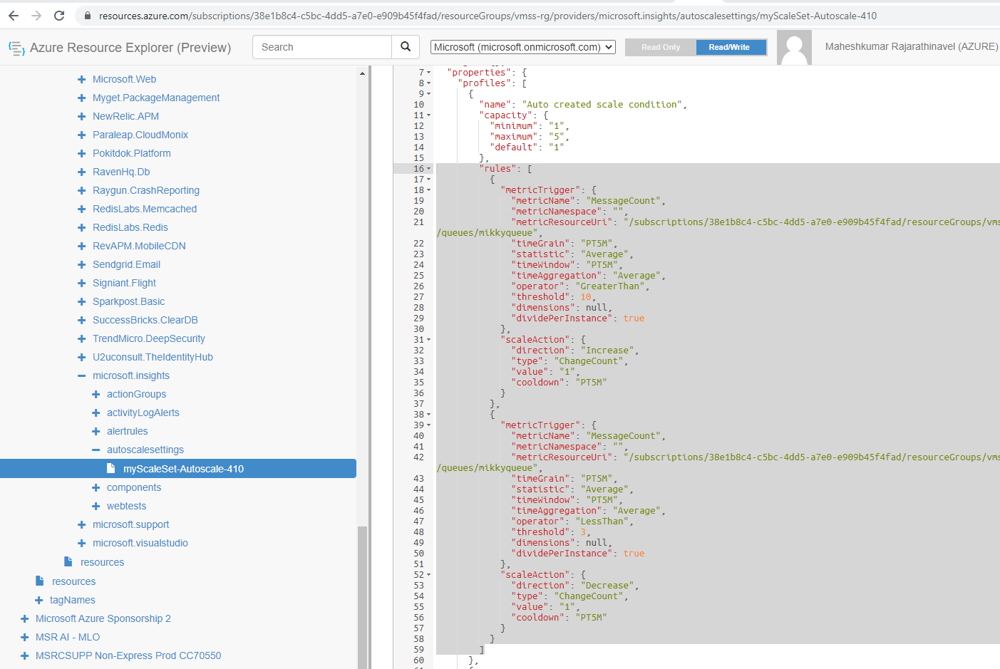 resources.azure.com/subscriptions/38e1b8c4-c5bc-4dd5-a7e0-e909b45f4fad/resourceGroups/vmss-rg/providers/microsoft.insights/autoscalesettings/myScaleSet-Autoscale-410
Azure Resource Explorer (Preview)
Search
Microsoft (microsoft.onmicrosoft.com)
Read Only
Read/Write
Maheshkumar Rajarathinavel (AZURE)
Microsoft.Web
Myget.PackageManagement
NewRelic.APM
Paraleap.CloudMonix
Pokitdok.Platform
RavenHq.Db
Raygun.CrashReporting
RedisLabs.Memcached
RedisLabs.Redis
RevAPM.MobileCDN
Sendgrid.Email
Signiant.Flight
Sparkpost.Basic
SuccessBricks.ClearDB
TrendMicro.DeepSecurity
U2uconsult.TheIdentityHub
microsoft.insights
actionGroups
activityLogAlerts
alertrules
autoscalesettings
myScaleSet-Autoscale-410
components
webtests
microsoft.support
microsoft.visualstudio
resources
resources
tagNames
Microsoft Azure Sponsorship 2
MSR AI - MLO
MSRCSUPP Non-Express Prod CC70550
7 "properties": {
8 "profiles": [
9 {
10 "name": "Auto created scale condition",
11 "capacity": {
12 "minimum": "1",
13 "maximum": "5",
14 "default": "1"
15 },
16 "rules": [
17 {
18 "metricTrigger": {
19 "metricName": "MessageCount",
20 "metricNamespace": "",
21 "metricResourceUri": "/subscriptions/38e1b8c4-c5bc-4dd5-a7e0-e909b45f4fad/resourceGroups/vms
/queues/mikkyqueue",
22 "timeGrain": "PT5M",
23 "statistic": "Average",
24 "timeWindow": "PT5M",
25 "timeAggregation": "Average",
26 "operator": "GreaterThan",
27 "threshold": 10,
28 "dimensions": null,
29 "dividePerInstance": true
30 },
31 "scaleAction": {
32 "direction": "Increase",
33 "type": "ChangeCount",
34 "value": "1",
35 "cooldown": "PT5M"
36 }
37 },
38 {
39 "metricTrigger": {
40 "metricName": "MessageCount",
41 "metricNamespace": "",
42 "metricResourceUri": "/subscriptions/38e1b8c4-c5bc-4dd5-a7e0-e909b45f4fad/resourceGroups/vms
/queues/mikkyqueue",
43 "timeGrain": "PT5M",
44 "statistic": "Average",
45 "timeWindow": "PT5M",
46 "timeAggregation": "Average",
47 "operator": "LessThan",
48 "threshold": 3,
49 "dimensions": null,
50 "dividePerInstance": true
51 },
52 "scaleAction": {
53 "direction": "Decrease",
54 "type": "ChangeCount",
55 "value": "1",
56 "cooldown": "PT5M"
57 }
58 }
59 ]
60 },